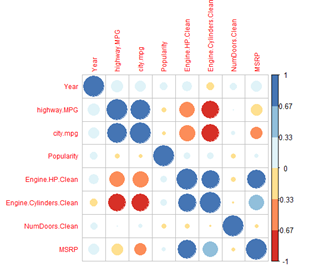 Year
highway.MPG
city.mpg
Popularity
Engine.HP.Clean
Engine.Cylinders.Clean
NumDoors.Clean
MSRP
Year
highway.MPG
city.mpg
Popularity
Engine.HP.Clean
Engine.Cylinders.Clean
NumDoors.Clean
MSRP
1
0.67
0.33
0
-0.33
-0.67
-1